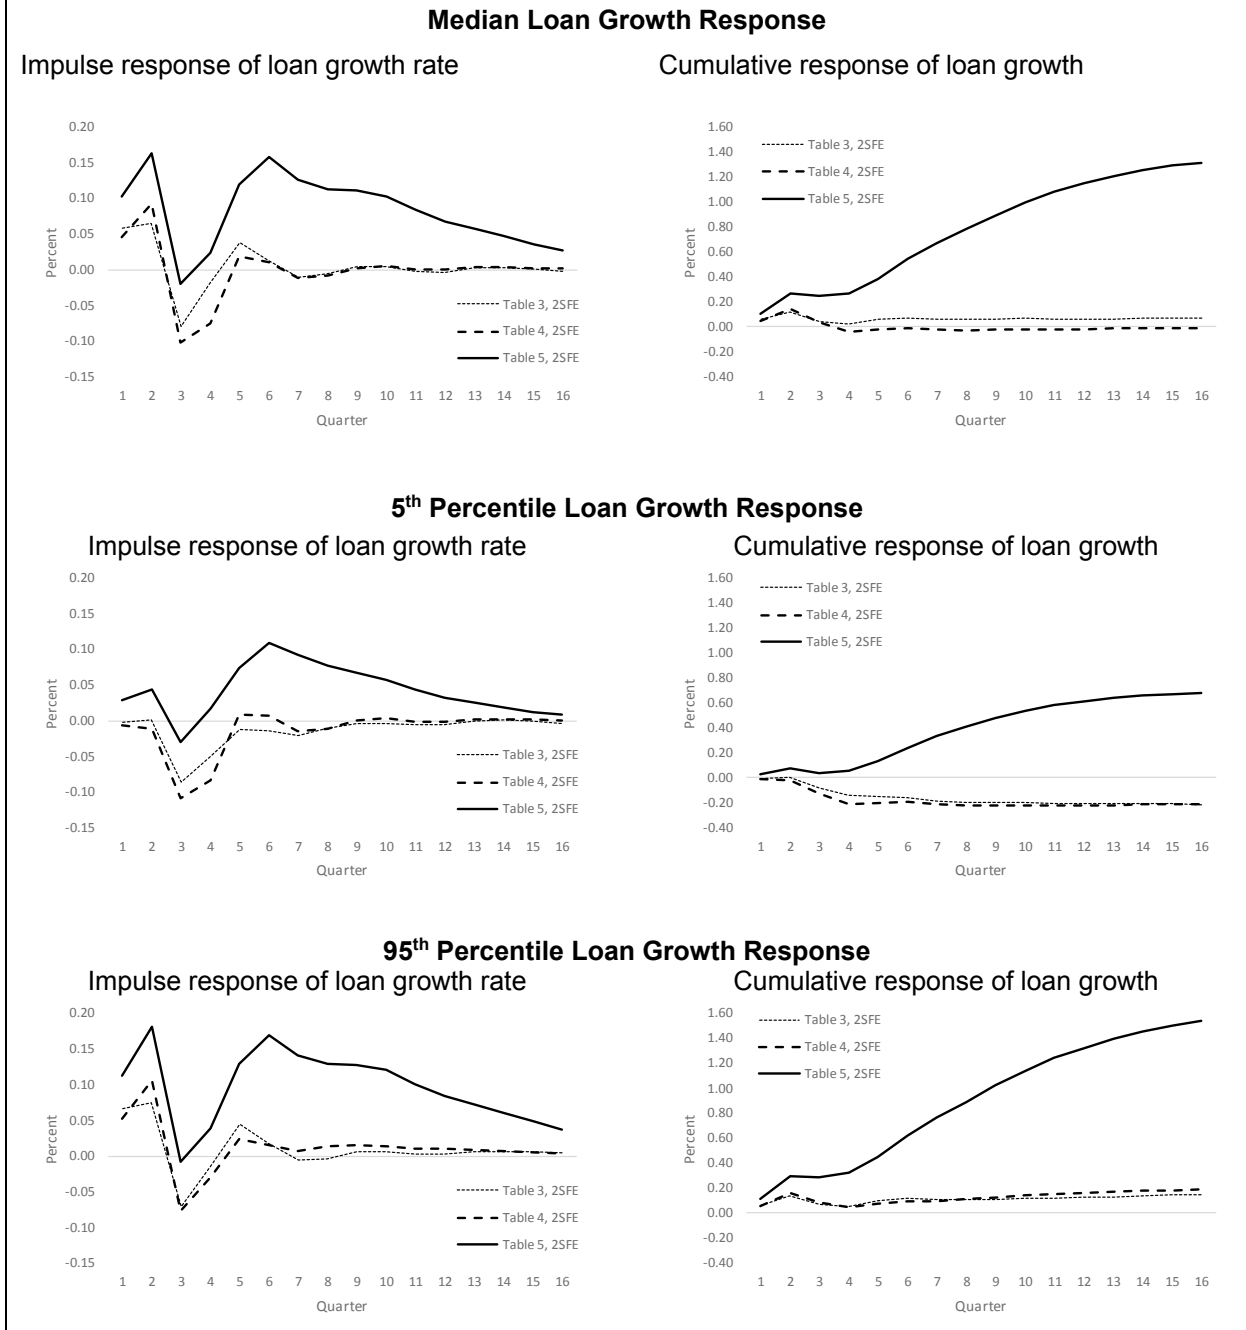 Median Loan Growth Response
Impulse response of loan growth rate
0.20
0.15
0.10
0.05
0.00
-0.05
-0.10
-0.15
Percent
1 2 3 4 5 6 7 8 9 10 11 12 13 14 15 16
Quarter
Table 3, 2SFE
Table 4, 2SFE
Table 5, 2SFE
Cumulative response of loan growth
1.60
1.40
1.20
1.00
0.80
0.60
0.40
0.20
0.00
-0.20
-0.40
Percent
1 2 3 4 5 6 7 8 9 10 11 12 13 14 15 16
Quarter
Table 3, 2SFE
Table 4, 2SFE
Table 5, 2SFE
5th Percentile Loan Growth Response
Impulse response of loan growth rate
0.20
0.15
0.10
0.05
0.00
-0.05
-0.10
-0.15
Percent
1 2 3 4 5 6 7 8 9 10 11 12 13 14 15 16
Quarter
Table 3, 2SFE
Table 4, 2SFE
Table 5, 2SFE
Cumulative response of loan growth
1.60
1.40
1.20
1.00
0.80
0.60
0.40
0.20
0.00
-0.20
-0.40
Percent
1 2 3 4 5 6 7 8 9 10 11 12 13 14 15 16
Quarter
Table 3, 2SFE
Table 4, 2SFE
Table 5, 2SFE
95th Percentile Loan Growth Response
Impulse response of loan growth rate
0.20
0.15
0.10
0.05
0.00
-0.05
-0.10
-0.15
Percent
1 2 3 4 5 6 7 8 9 10 11 12 13 14 15 16
Quarter
Table 3, 2SFE
Table 4, 2SFE
Table 5, 2SFE
Cumulative response of loan growth
1.60
1.40
1.20
1.00
0.80
0.60
0.40
0.20
0.00
-0.20
-0.40
Percent
1 2 3 4 5 6 7 8 9 10 11 12 13 14 15 16
Quarter
Table 3, 2SFE
Table 4, 2SFE
Table 5, 2SFE